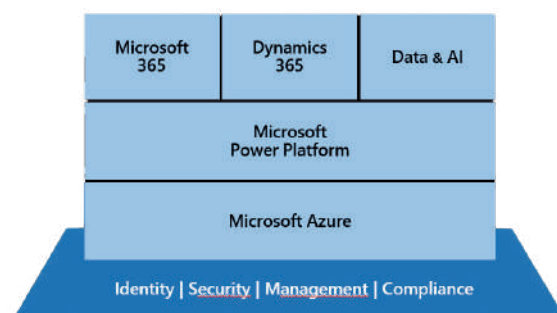 Microsoft
365
Dynamics
365
Data & AI
Microsoft
Power Platform
Microsoft Azure
Identity | Security | Management | Compliance